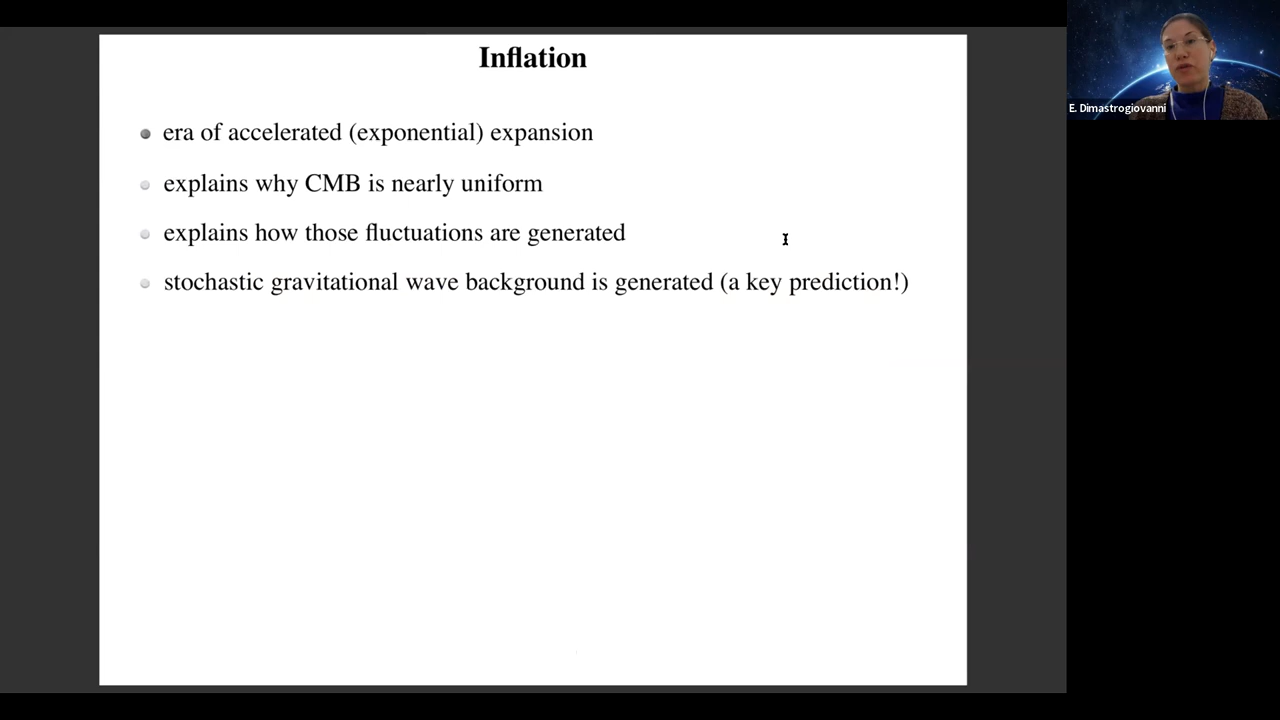 Inflation
era of accelerated (exponential) expansion
explains why CMB is nearly uniform
explains how those fluctuations are generated
stochastic gravitational wave background is generated (a key prediction!)
E. Dimastrogiovanni